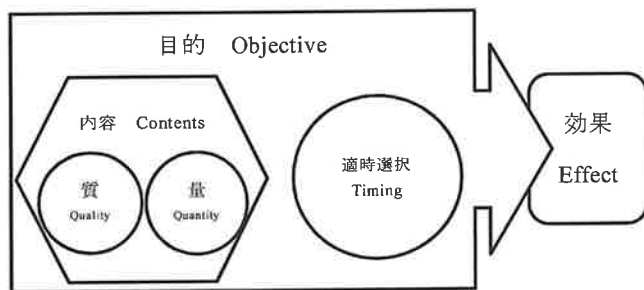 目的 Objective
内容 Contents
質
Quality
量
Quantity
適時選択
Timing
効果
Effect